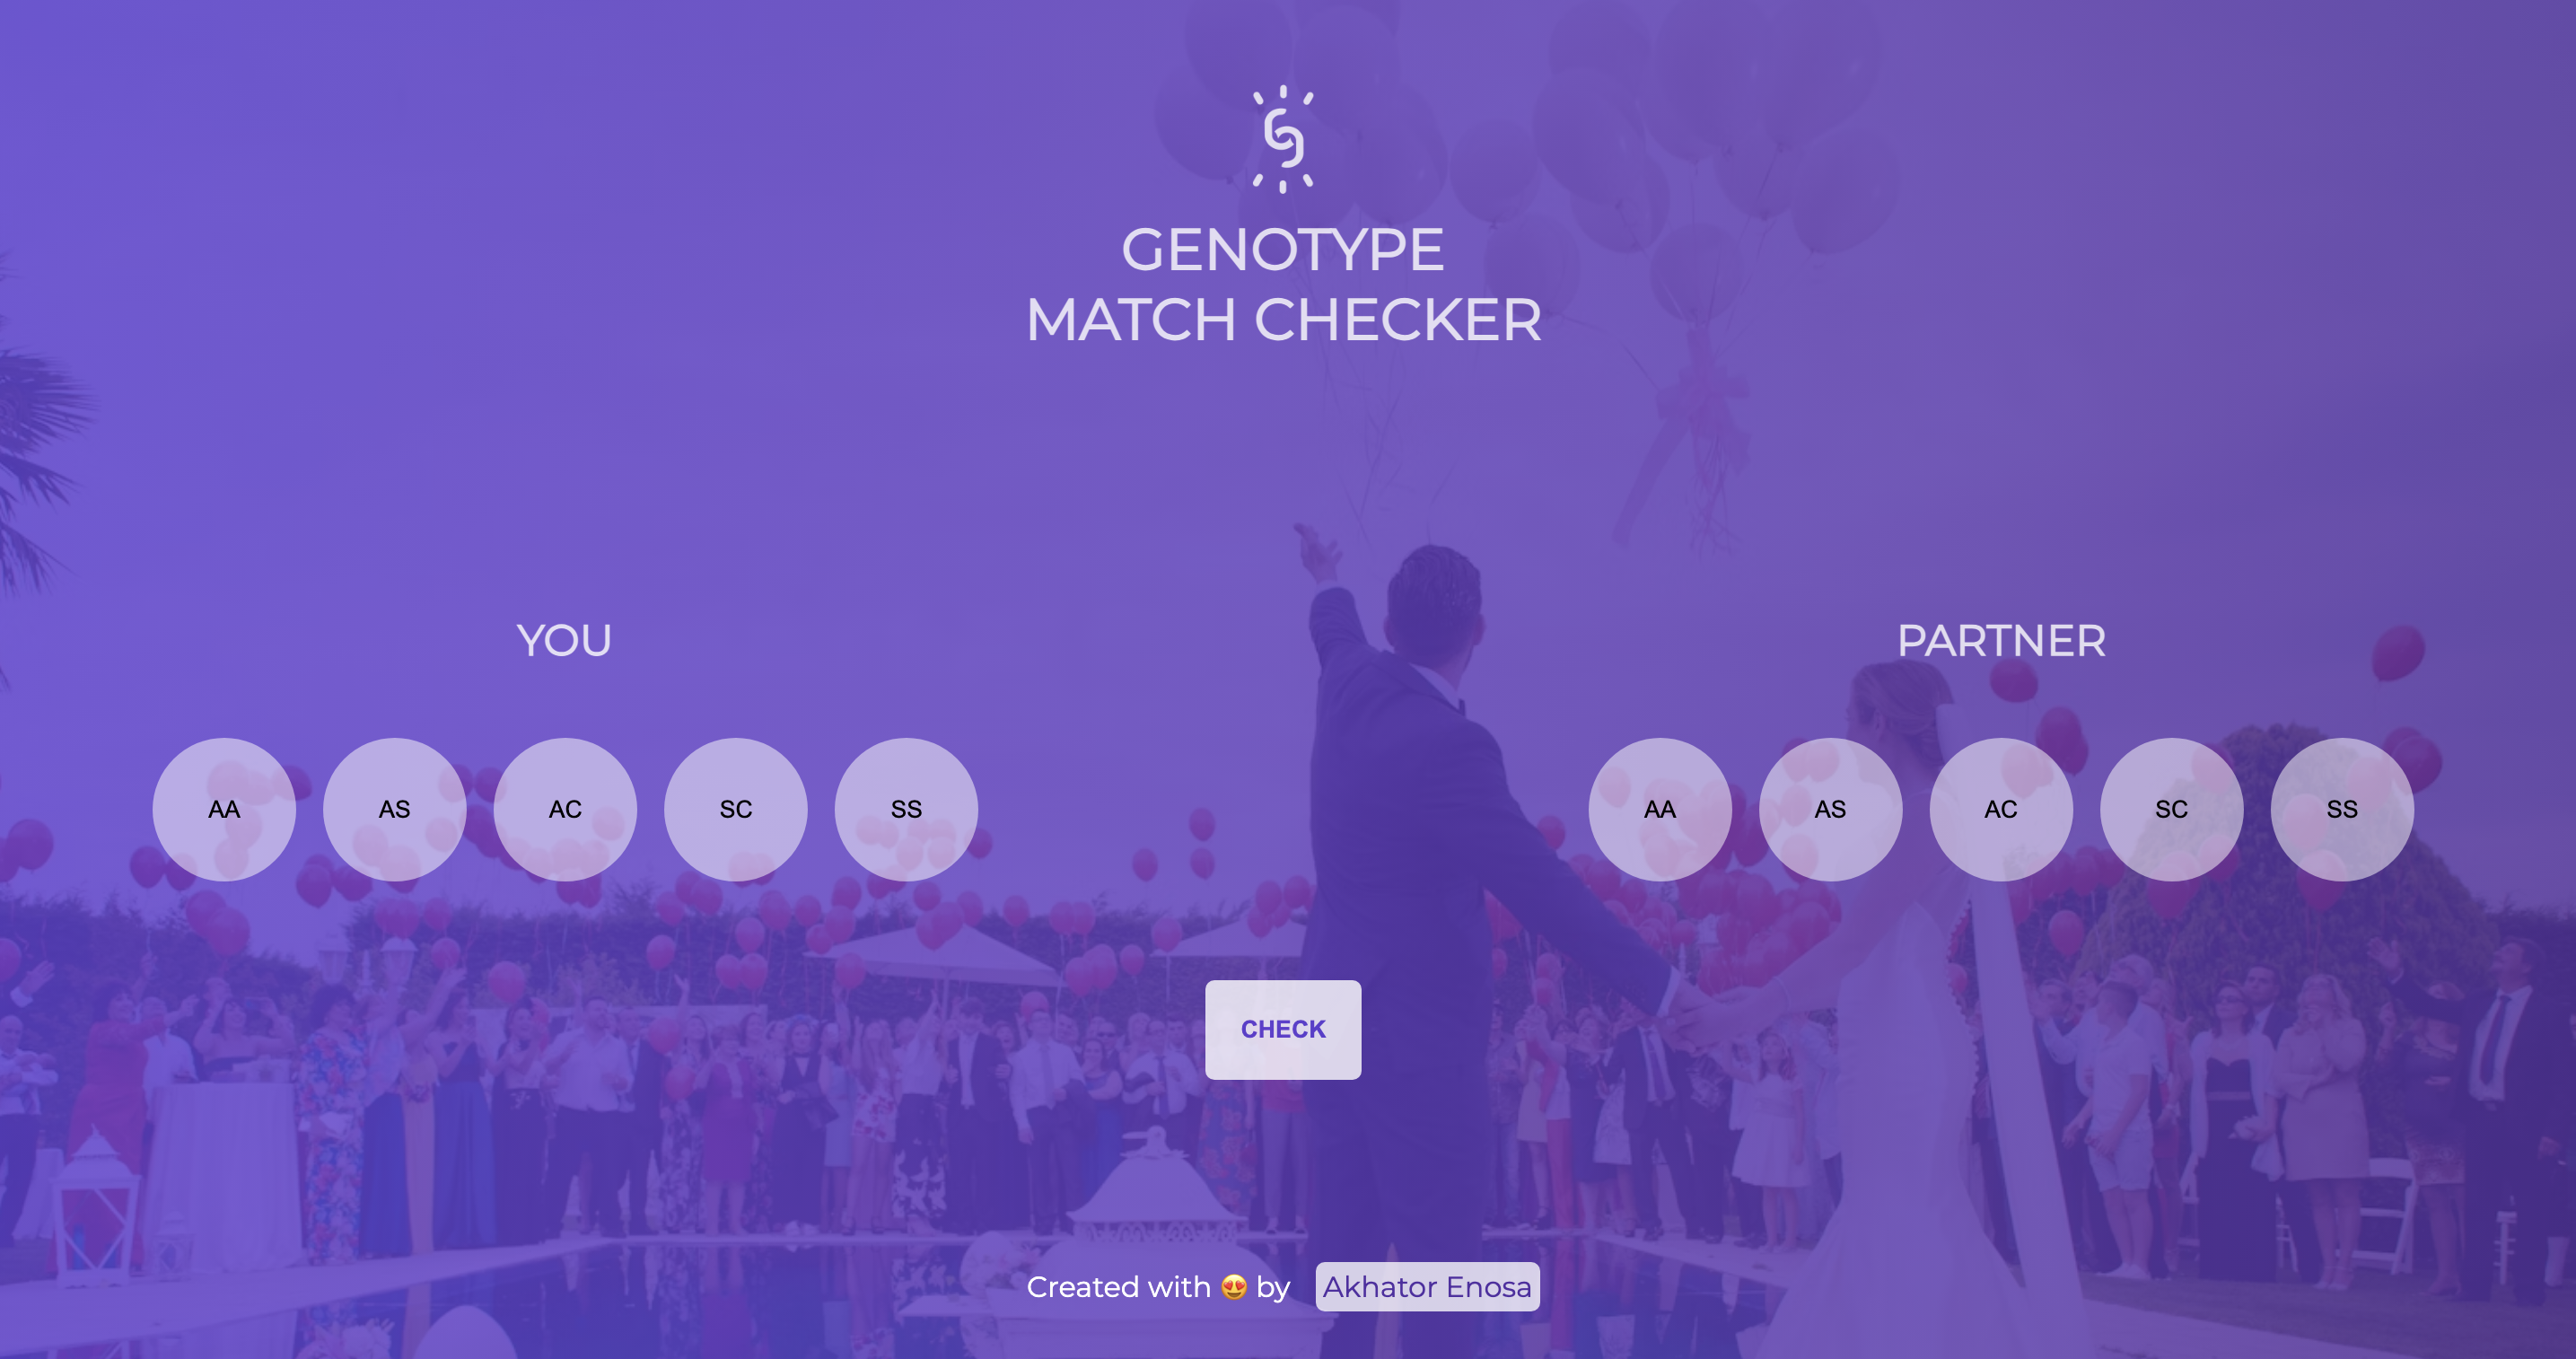 GENOTYPE
MATCH CHECKER
YOU
AA AS AC SC SS
PARTNER
AA AS AC SC SS
CHECK
Created with 😍 by Akhator Enosa